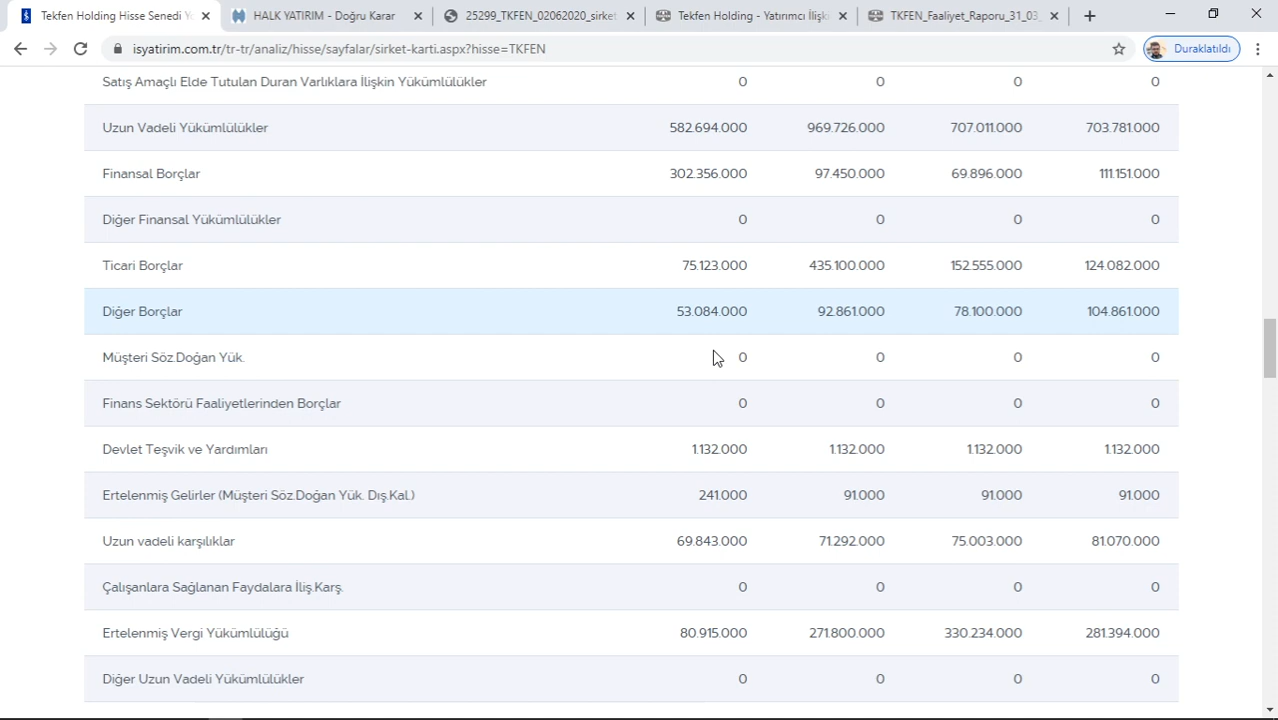 Tekfen Holding Hisse Senedi Y
HALK YATIRIM - Doğru Karar
25299_TKFEN_02062020_sirket
Tekfen Holding - Yatırımcı İlişki
TKFEN_Faaliyet_Raporu_31_03_
isyatirim.com.tr/tr-tr/analiz/hisse/sayfalar/sirket-karti.aspx?hisse=TKFEN
Duraklatıldı
Satış Amaçlı Elde Tutulan Duran Varlıklara İlişkin Yükümlülükler 0 0 0 0
Uzun Vadeli Yükümlülükler 582.694.000 969.726.000 707.011.000 703.781.000
Finansal Borçlar 302.356.000 97.450.000 69.896.000 111.151.000
Diğer Finansal Yükümlülükler 0 0 0 0
Ticari Borçlar 75.123.000 435.100.000 152.555.000 124.082.000
Diğer Borçlar 53.084.000 92.861.000 78.100.000 104.861.000
Müşteri Söz.Doğan Yük. 0 0 0 0
Finans Sektörü Faaliyetlerinden Borçlar 0 0 0 0
Devlet Teşvik ve Yardımları 1.132.000 1.132.000 1.132.000 1.132.000
Ertelenmiş Gelirler (Müşteri Söz.Doğan Yük. Dış.Kal.) 241.000 91.000 91.000 91.000
Uzun vadeli karşılıklar 69.843.000 71.292.000 75.003.000 81.070.000
Çalışanlara Sağlanan Faydalara İliş.Karş. 0 0 0 0
Ertelenmiş Vergi Yükümlülüğü 80.915.000 271.800.000 330.234.000 281.394.000
Diğer Uzun Vadeli Yükümlülükler 0 0 0 0